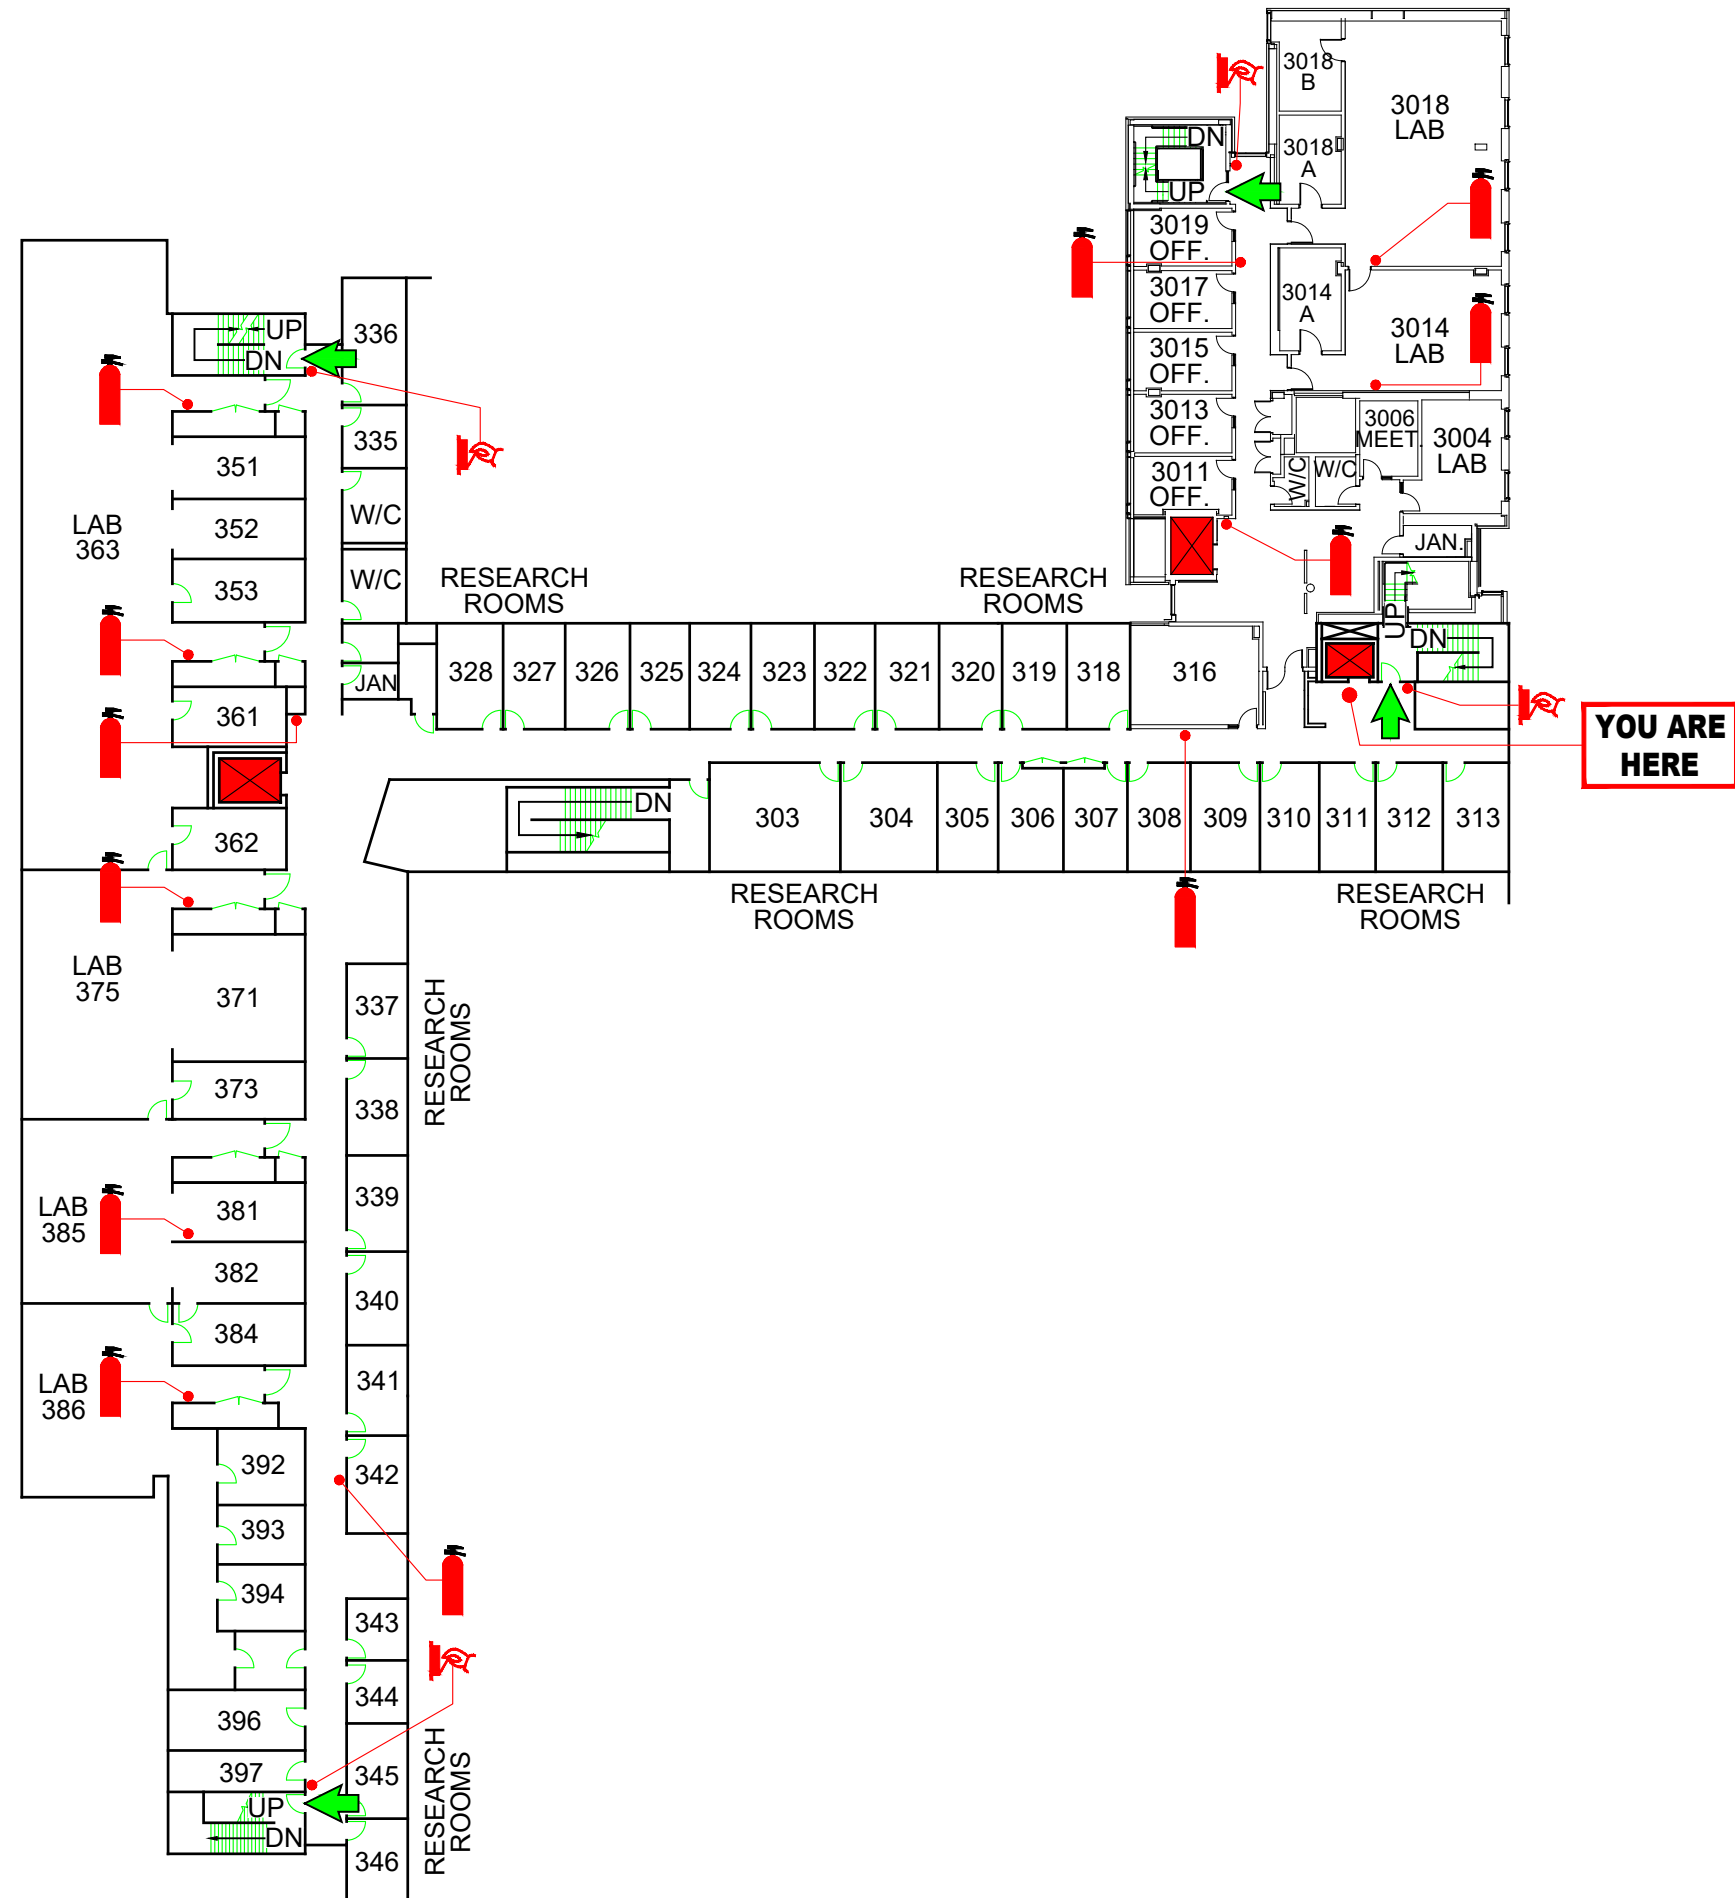 3018
B
3018
LAB
DN
3018
A
UP
3019
OFF.
3017
OFF.
3014
A
3015
OFF.
3014
LAB
3013
OFF.
3006
MEET.
3004
LAB
3011
OFF.
W/C
W/C
JAN.
UP
DN
UP
DN
336
335
351
W/C
352
LAB
363
353
W/C
RESEARCH
ROOMS
RESEARCH
ROOMS
JAN
328
327
326
325
324
323
322
321
320
319
318
316
361
YOU ARE
HERE
362
DN
303
304
305
306
307
308
309
310
311
312
313
RESEARCH
ROOMS
RESEARCH
ROOMS
LAB
375
371
337
RESEARCH
ROOMS
373
338
LAB
385
381
339
382
340
384
LAB
386
341
392
342
393
394
343
344
396
397
345
RESEARCH
ROOMS
UP
DN
346